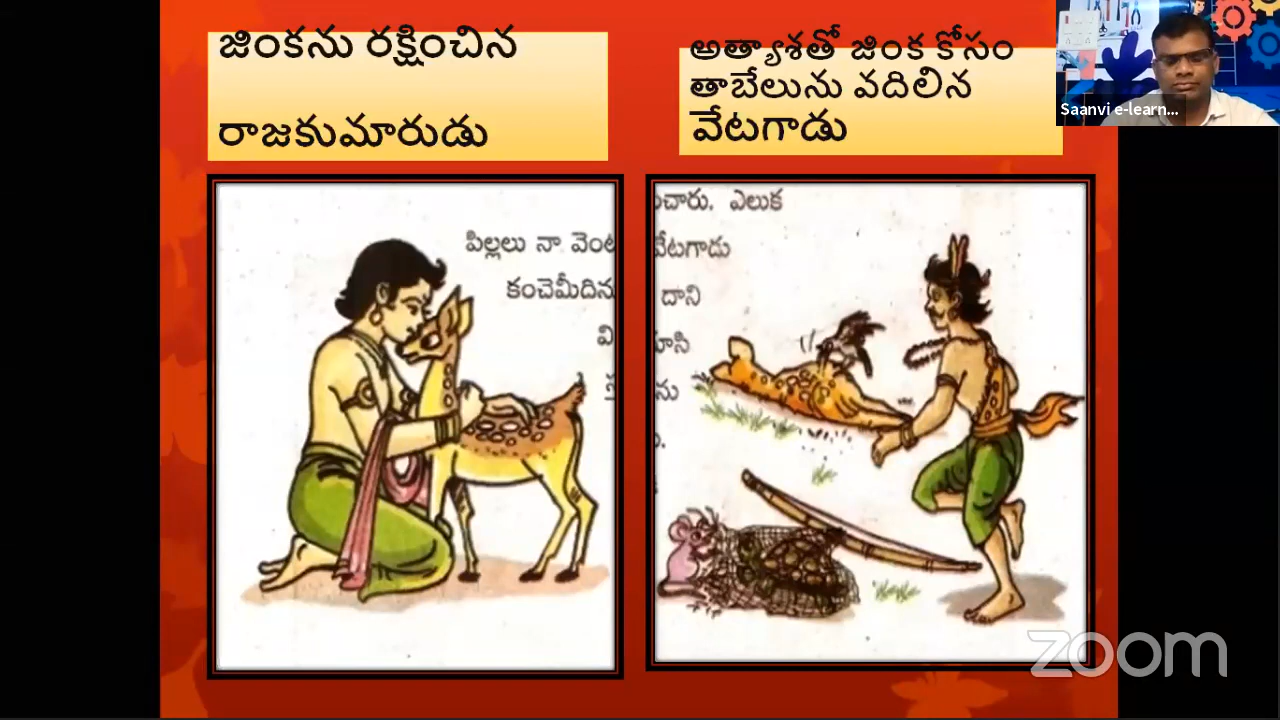 జింకను రక్షించిన
రాజకుమారుడు
అత్యాశతో జింక కోసం
తాబేలును వదిలిన
వేటగాడు
Saanvi e-learn...
పిల్లలు నా వెంట
కంచెమీదిను
వి
చారు. ఎలుక
వేటగాడు
దాని
ను
zoom